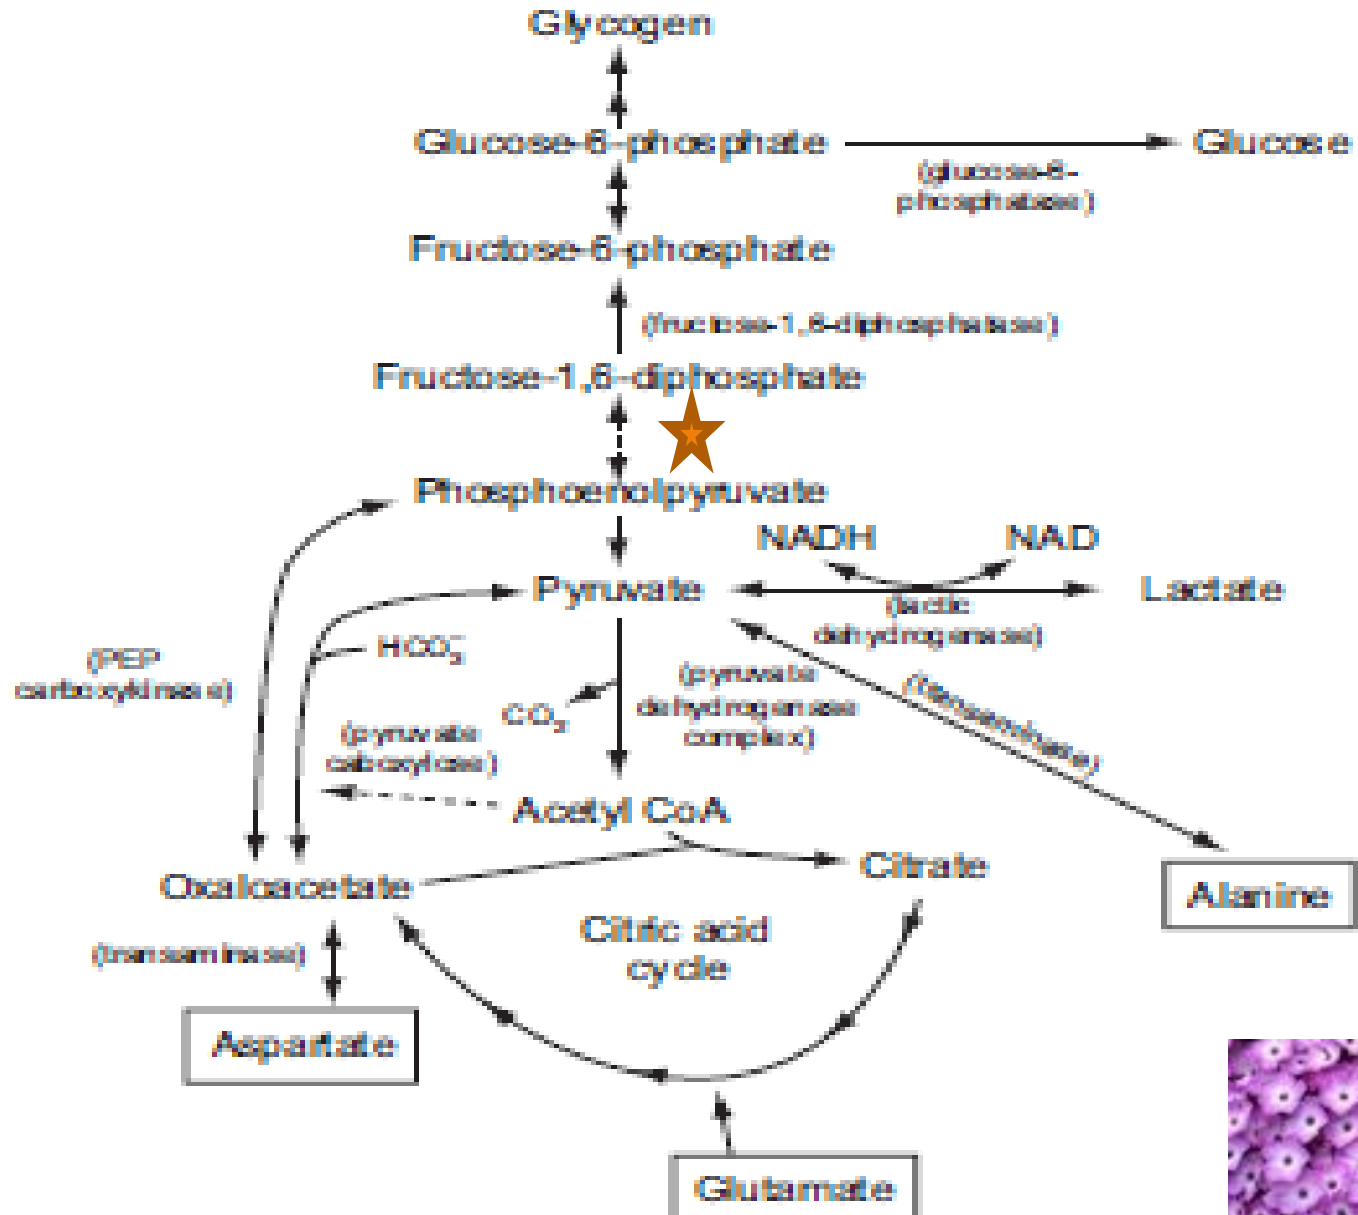 Glycogen
Glucose-6-phosphate
Glucose
(glucose-6-
phosphatase)
Fructose-6-phosphate
(fructose-1,6-diphosphatase)
Fructose-1,6-diphosphate
Phosphoenolpyruvate
NADH
NAD
Pyruvate
Lactate
(lactic
dehydrogenase)
HCO₃⁻
(PEP
carboxykinase)
(pyruvate
dehydrogenase
complex)
(transaminase)
CO₂
(pyruvate
caboxylose)
Acetyl CoA
Citrate
Oxaloacetate
Alanine
Citric acid
cycle
(transaminase)
Aspartate
Glutamate